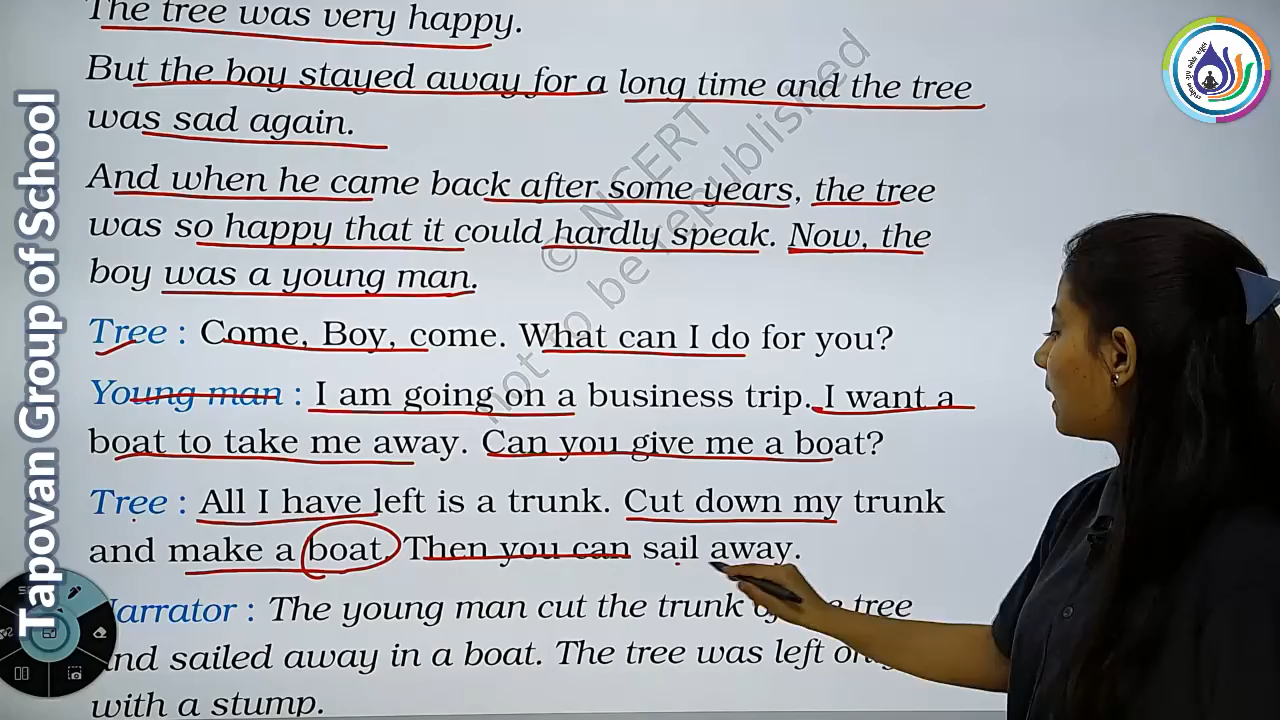 The tree was very happy.
But the boy stayed away for a long time and the tree
was sad again.
And when he came back after some years, the tree
was so happy that it could hardly speak. Now, the
boy was a young man.
Tree : Come, Boy, come. What can I do for you?
Young man : I am going on a business trip. I want a
boat to take me away. Can you give me a boat?
Tree : All I have left is a trunk. Cut down my trunk
and make a boat. Then you can sail away.
Narrator : The young man cut the trunk tree
and sailed away in a boat. The tree was left
with a stump.
© NCERT
not to be republished
Tapovan Group of School